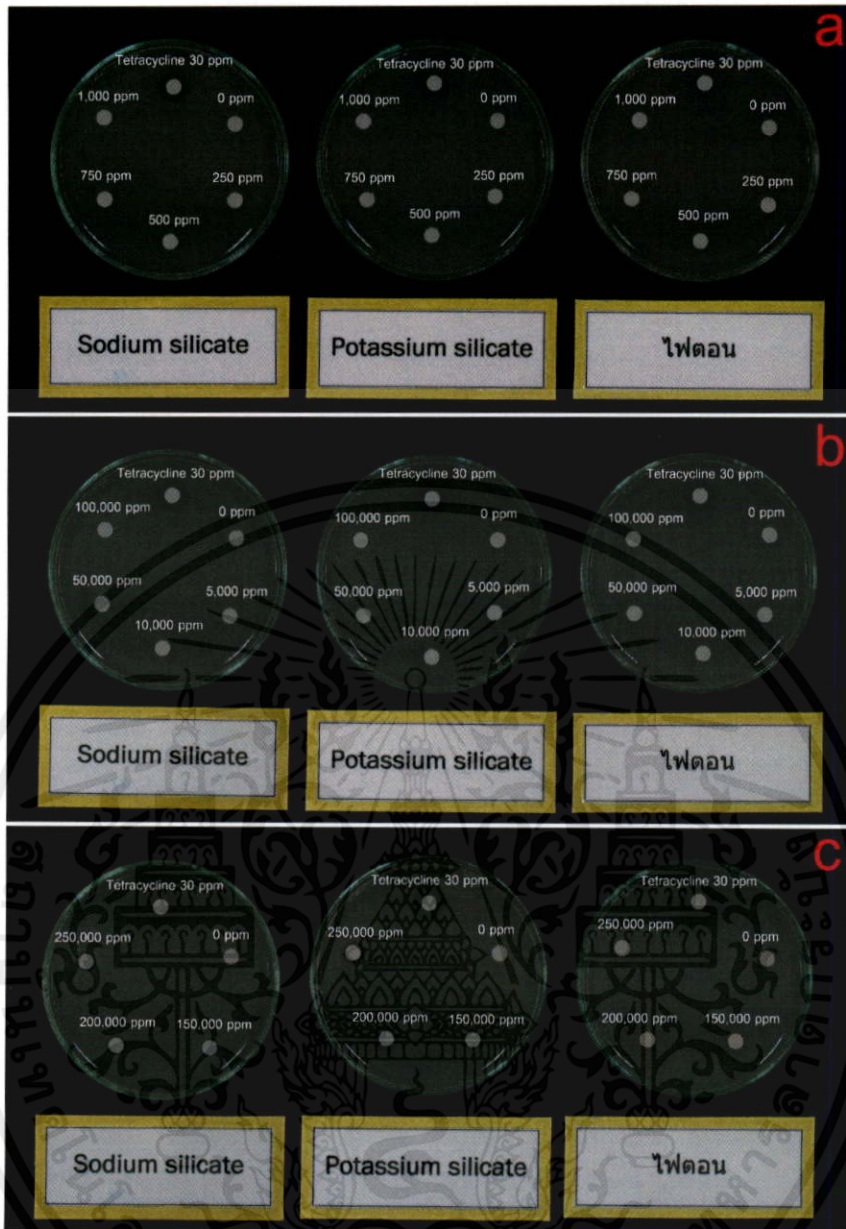 a
Tetracycline 30 ppm
1,000 ppm
0 ppm
750 ppm
250 ppm
500 ppm
Tetracycline 30 ppm
1,000 ppm
0 ppm
750 ppm
250 ppm
500 ppm
Tetracycline 30 ppm
1,000 ppm
0 ppm
750 ppm
250 ppm
500 ppm
Sodium silicate
Potassium silicate
ไฟตอน
b
Tetracycline 30 ppm
100,000 ppm
0 ppm
50,000 ppm
5,000 ppm
10,000 ppm
Tetracycline 30 ppm
100,000 ppm
0 ppm
50,000 ppm
5,000 ppm
10.000 ppm
Tetracycline 30 ppm
100,000 ppm
0 ppm
50,000 ppm
5,000 ppm
10.000 ppm
Sodium silicate
Potassium silicate
ไฟตอน
c
Tetracycline 30 ppm
250,000 ppm
0 ppm
200,000 ppm
150,000 ppm
Tetracycline 30 ppm
250,000 ppm
0 ppm
200,000 ppm
150,000 ppm
Tetracycline 30 ppm
250,000 ppm
0 ppm
200,000 ppm
150,000 ppm
Sodium silicate
Potassium silicate
ไฟตอน